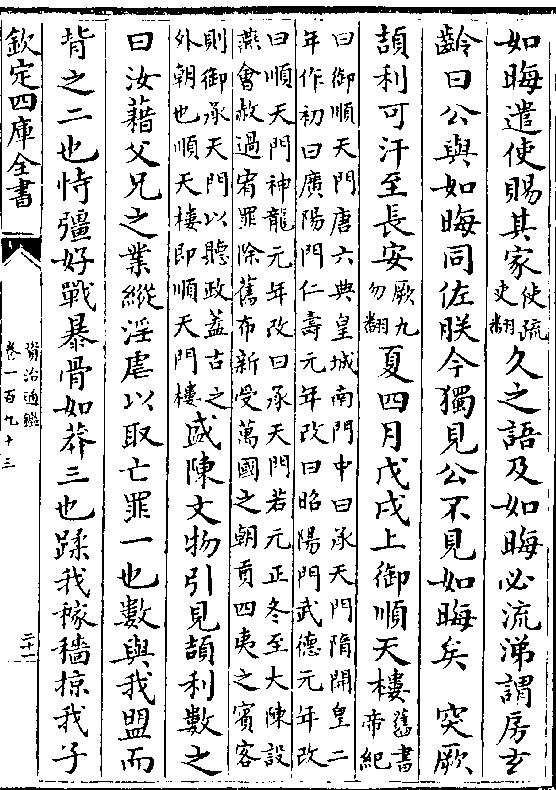 如晦遣使賜其家使疏吏翻久之語及如晦必流涕謂房玄
齡曰公與如晦同佐朕今獨見公不見如晦矣 突厥
頡利可汗至長安厥九勿翻夏四月戊戌上御順天樓舊書帝紀
曰御順天門唐六典皇城南門中曰承天門隋開皇二
年作初曰廣陽門仁壽元年改曰昭陽門武德元年改
曰順天門神龍元年改曰承天門若元正冬至大陳設
燕會赦過宥罪除舊布新受萬國之朝貢四夷之賓客
則御承天門以聽政蓋古之
外朝也順天樓即順天門樓
盛陳文物引見頡利數之
曰汝藉父兄之業縱淫虐以取亡罪一也數與我盟而
背之二也恃彊好戰暴骨如莽三也蹂我稼穡掠我子
欽定四庫全書
資治通鑑
卷一百九十三